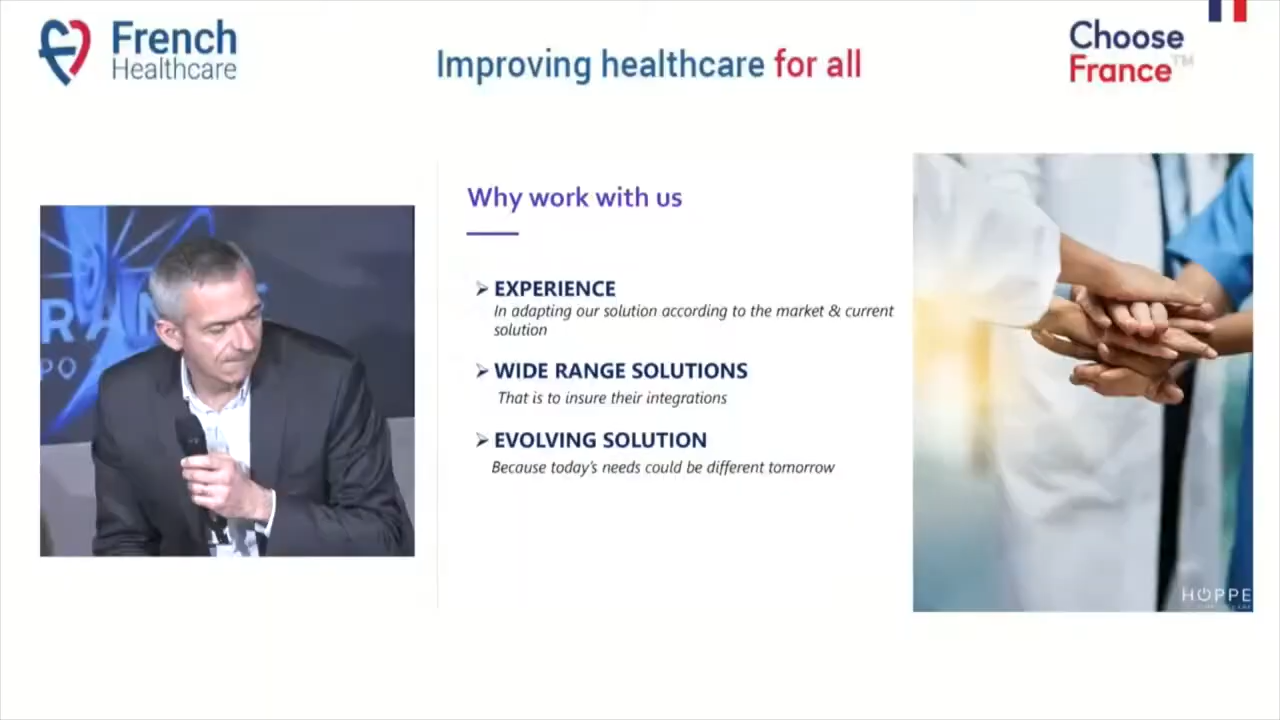 French
Healthcare
Improving healthcare for all
Choose
France™
Why work with us
➢ EXPERIENCE
In adapting our solution according to the market & current
solution
➢ WIDE RANGE SOLUTIONS
That is to insure their integrations
➢ EVOLVING SOLUTION
Because today's needs could be different tomorrow
HOPPE